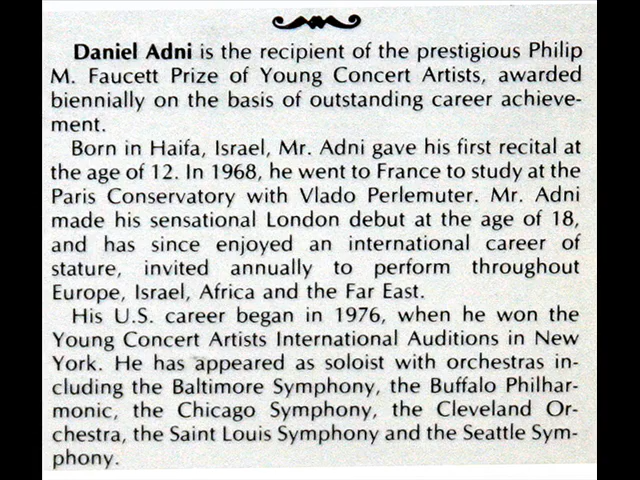 Daniel Adni is the recipient of the prestigious Philip
M. Faucett Prize of Young Concert Artists, awarded
biennially on the basis of outstanding career achieve-
ment.
Born in Haifa, Israel, Mr. Adni gave his first recital at
the age of 12. In 1968, he went to France to study at the
Paris Conservatory with Vlado Perlemuter. Mr. Adni
made his sensational London debut at the age of 18,
and has since enjoyed an international career of
stature, invited annually to perform throughout
Europe, Israel, Africa and the Far East.
His U.S. career began in 1976, when he won the
Young Concert Artists International Auditions in New
York. He has appeared as soloist with orchestras in-
cluding the Baltimore Symphony, the Buffalo Philhar-
monic, the Chicago Symphony, the Cleveland Or-
chestra, the Saint Louis Symphony and the Seattle Sym-
phony.